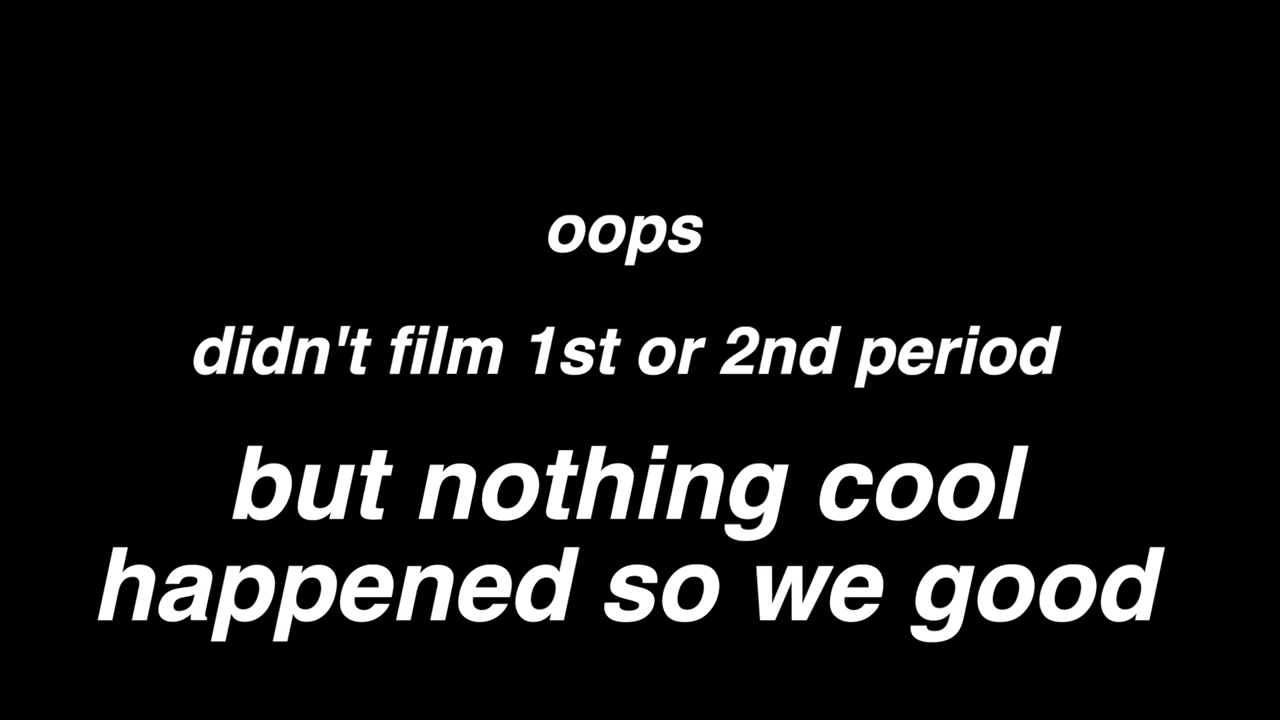 oops
didn't film 1st or 2nd period
but nothing cool
happened so we good